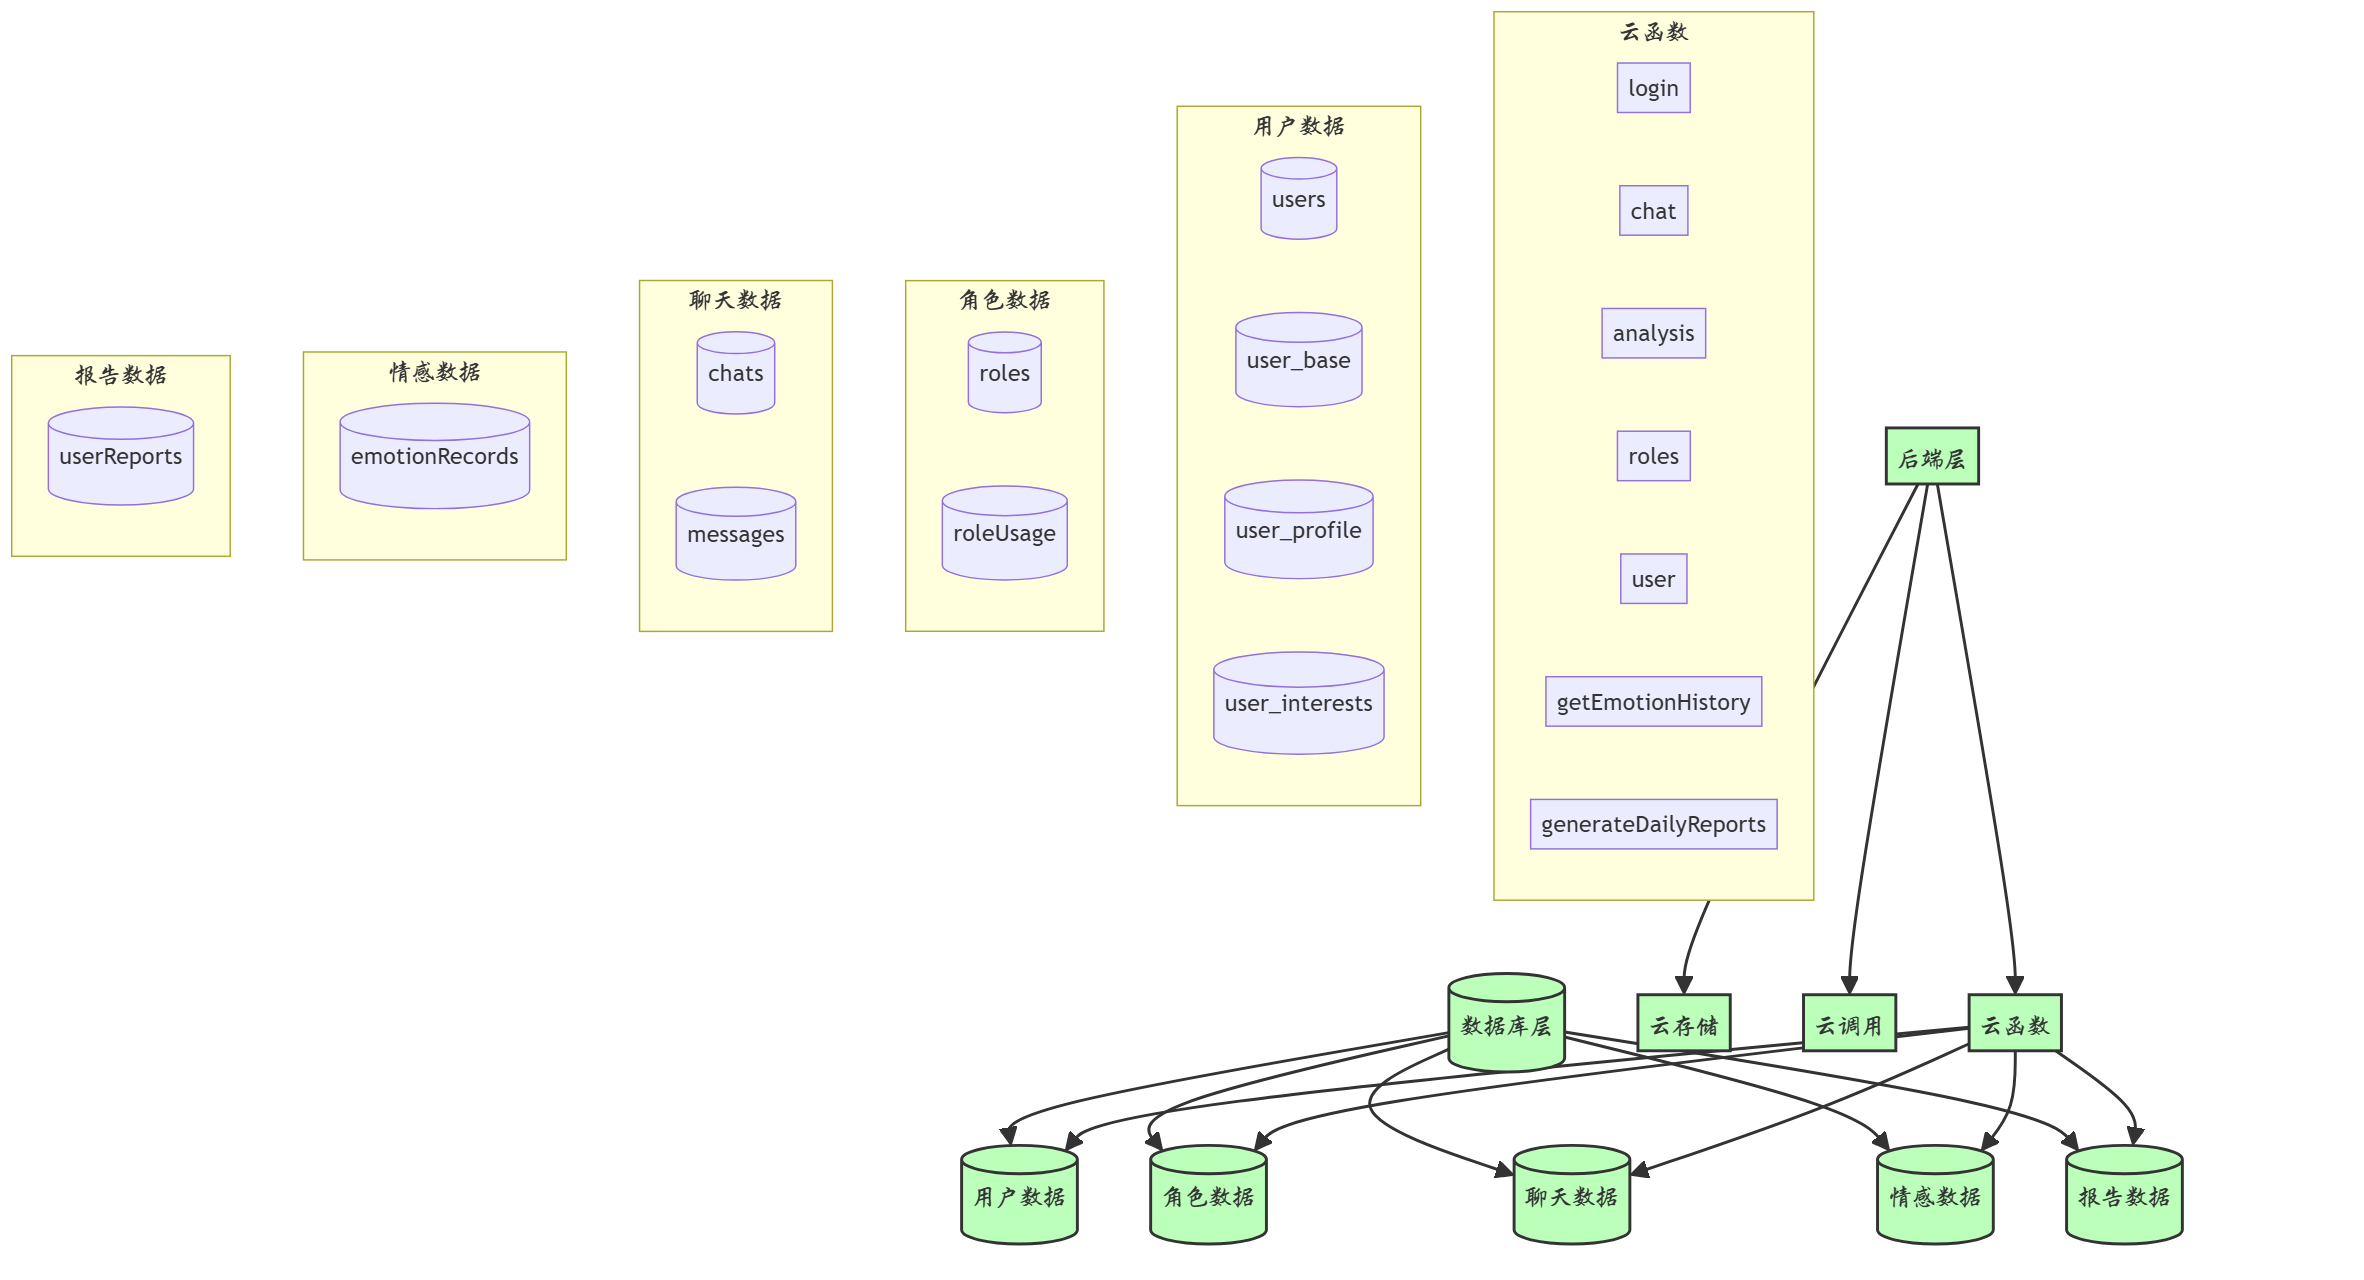 云函数
login
chat
analysis
roles
user
getEmotionHistory
generateDailyReports
用户数据
users
user_base
user_profile
user_interests
角色数据
roles
roleUsage
聊天数据
chats
messages
情感数据
emotionRecords
报告数据
userReports
后端层
数据库层
云存储
云调用
云函数
用户数据
角色数据
聊天数据
情感数据
报告数据